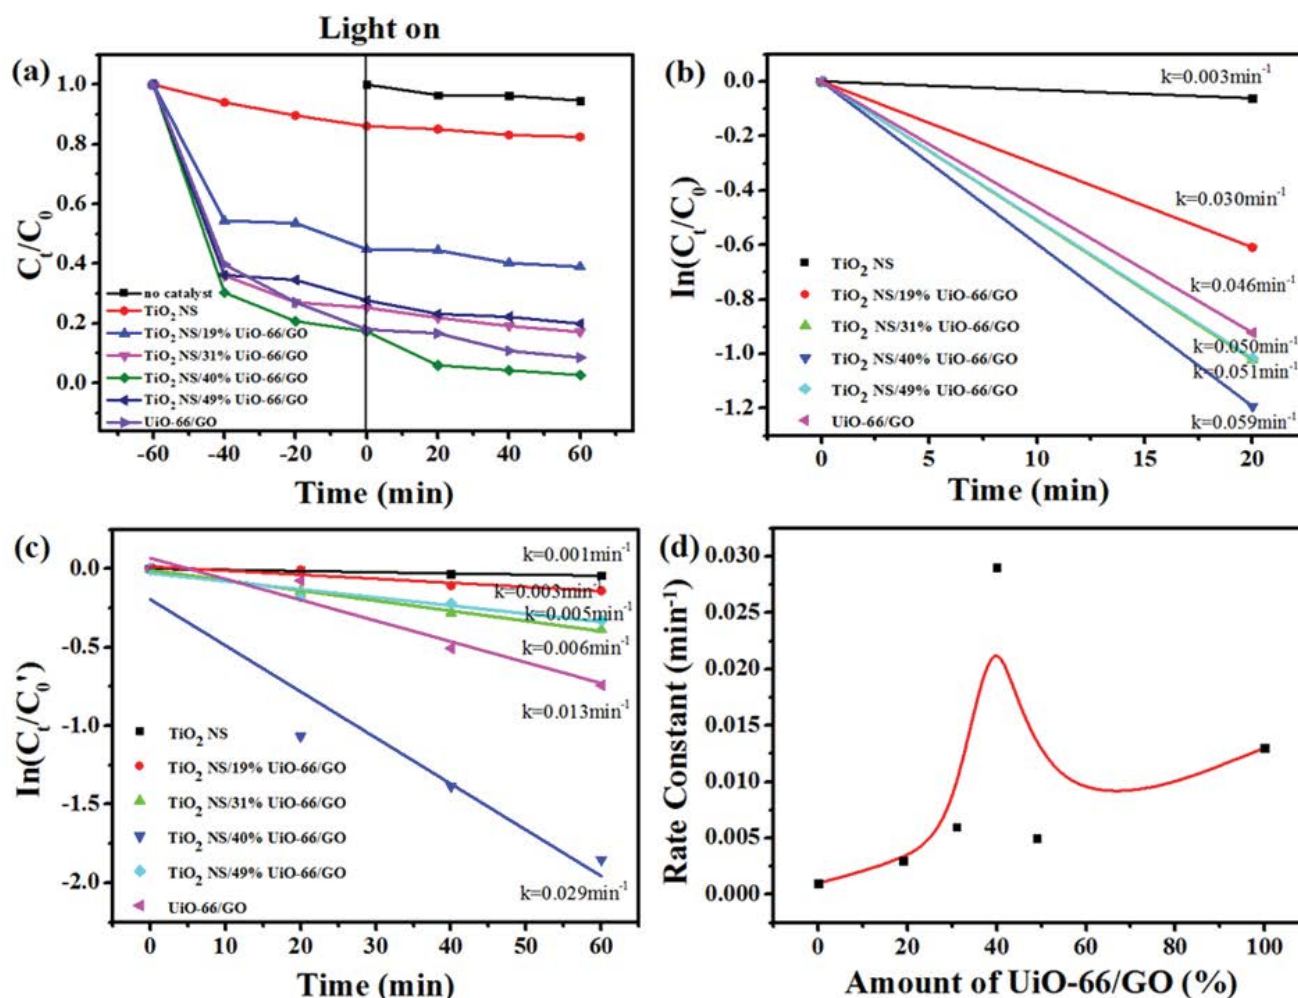 Light on
(a)
1.0
0.8
0.6
0.4
0.2
0.0
Ct/C0
no catalyst
TiO2 NS
TiO2 NS/19% UiO-66/GO
TiO2 NS/31% UiO-66/GO
TiO2 NS/40% UiO-66/GO
TiO2 NS/49% UiO-66/GO
UiO-66/GO
-60 -40 -20 0 20 40 60
Time (min)
(b)
0.0
-0.2
-0.4
-0.6
-0.8
-1.0
-1.2
In(Ct/C0)
k=0.003min-1
k=0.030min-1
k=0.046min-1
k=0.050min-1
k=0.051min-1
k=0.059min-1
TiO2 NS
TiO2 NS/19% UiO-66/GO
TiO2 NS/31% UiO-66/GO
TiO2 NS/40% UiO-66/GO
TiO2 NS/49% UiO-66/GO
UiO-66/GO
0 5 10 15 20
Time (min)
(c)
0.0
-0.5
-1.0
-1.5
-2.0
In(Ct/C0')
k=0.001min-1
k=0.003min-1
k=0.005min-1
k=0.006min-1
k=0.013min-1
k=0.029min-1
TiO2 NS
TiO2 NS/19% UiO-66/GO
TiO2 NS/31% UiO-66/GO
TiO2 NS/40% UiO-66/GO
TiO2 NS/49% UiO-66/GO
UiO-66/GO
0 10 20 30 40 50 60
Time (min)
(d)
0.030
0.025
0.020
0.015
0.010
0.005
0.000
Rate Constant (min-1)
0 20 40 60 80 100
Amount of UiO-66/GO (%)